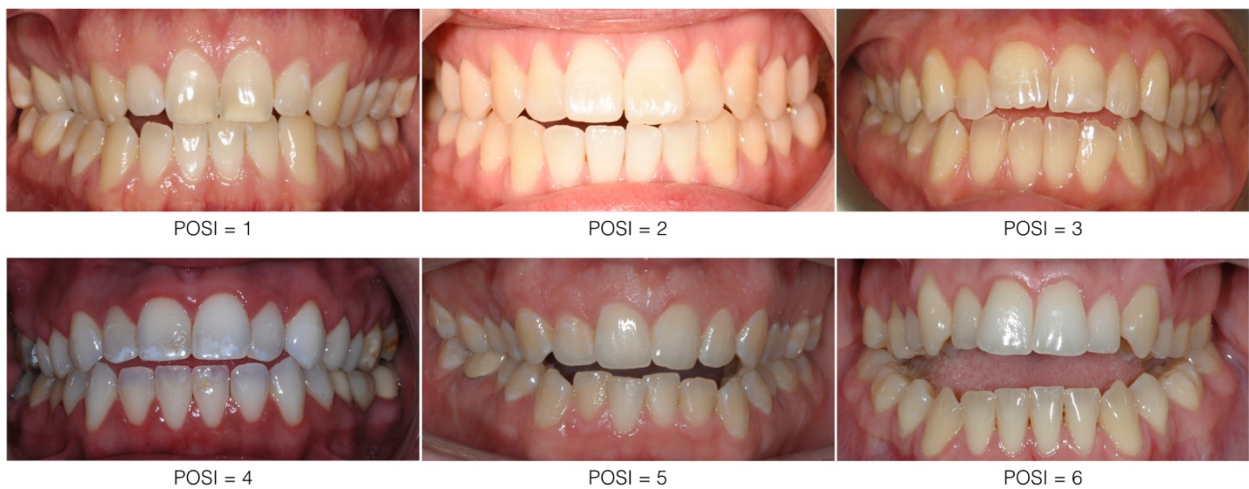 POSI = 1
POSI = 2
POSI = 3
POSI = 4
POSI = 5
POSI = 6